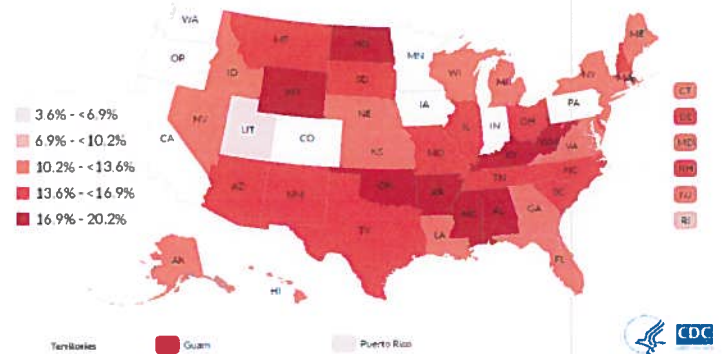 WA
OR
CA
ID
NV
UT
AZ
MT
CO
NM
ND
SD
NE
KS
OK
TX
MN
IA
MO
AR
LA
WI
IL
MS
MI
IN
KY
TN
AL
OH
WV
GA
FL
PA
NY
VA
NC
SC
ME
MA
AK
HI
3.6% - <6.9%
6.9% - <10.2%
10.2% - <13.6%
13.6% - <16.9%
16.9% - 20.2%
CT
DE
MD
NH
NJ
RI
Territories
Guam
Puerto Rico
CDC